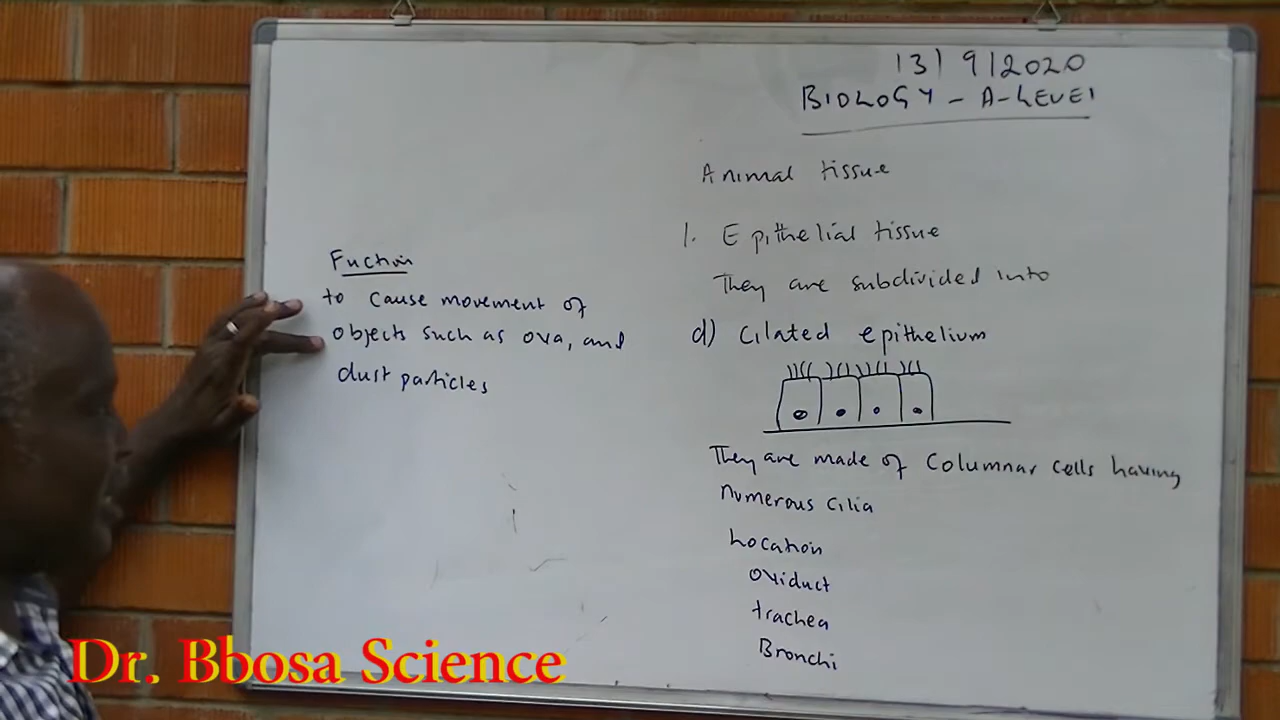 13/9/2020
BIOLOGY - A-LEVEL
Animal tissue
1. Epithelial tissue
They are subdivided into
d) Cilated epithelium
They are made of Columnar cells having
numerous cilia
Location
Oviduct
trachea
Bronchi
Fuction
to cause movement of
objects such as ova, and
dust particles
Dr. Bbosa Science